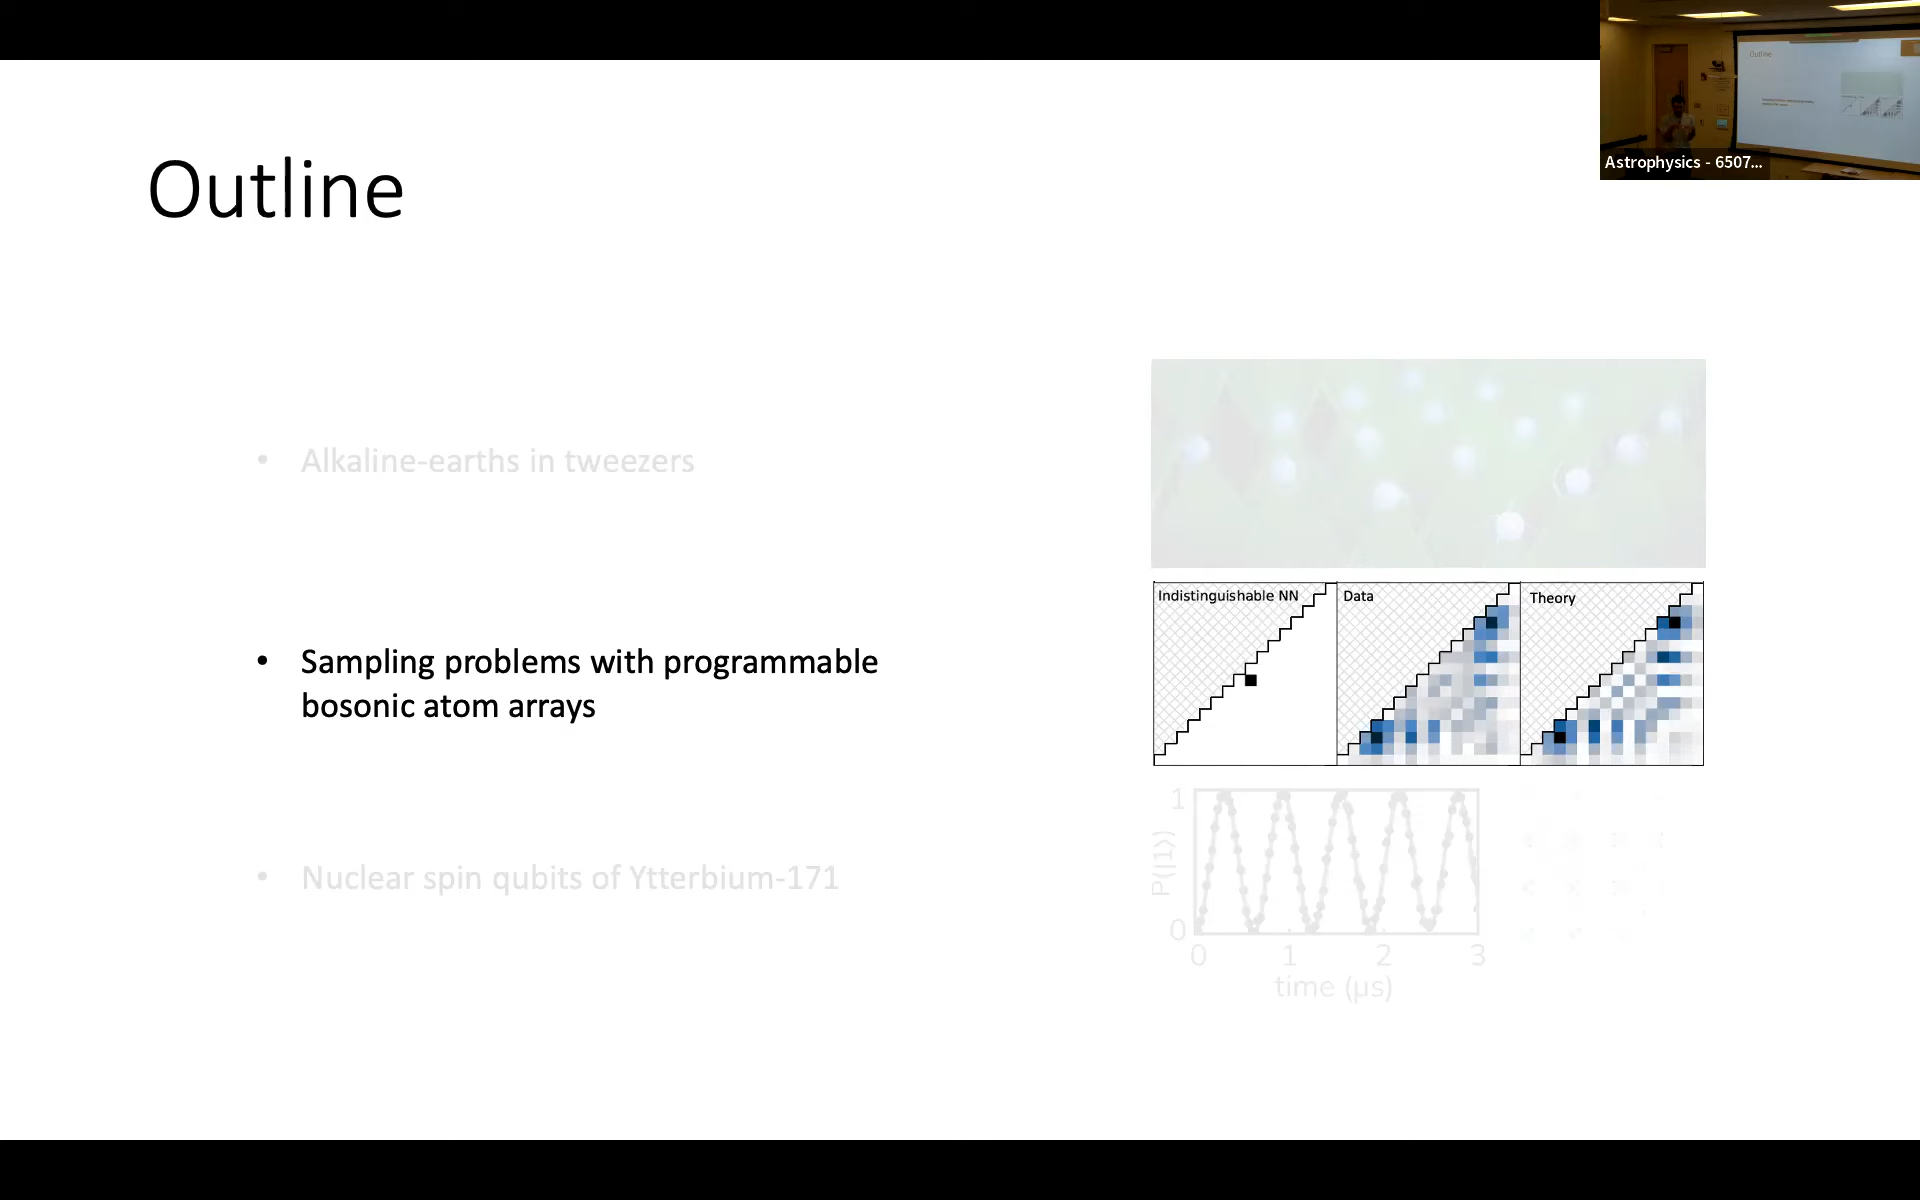 Outline
Astrophysics - 6507...
Outline
• Alkaline-earths in tweezers
• Sampling problems with programmable
bosonic atom arrays
• Nuclear spin qubits of Ytterbium-171
Indistinguishable NN
Data
Theory
1
P(|1⟩)
0
0 1 2 3
time (μs)